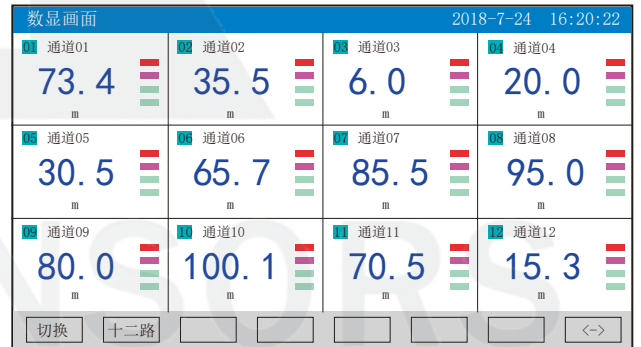 数显画面 2018-7-24 16:20:22
01 通道01 02 通道02 03 通道03 04 通道04
73.4 35.5 6.0 20.0
m m m m
05 通道05 06 通道06 07 通道07 08 通道08
30.5 65.7 85.5 95.0
m m m m
09 通道09 10 通道10 11 通道11 12 通道12
80.0 100.1 70.5 15.3
m m m m
切换 十二路 <->
NSORS